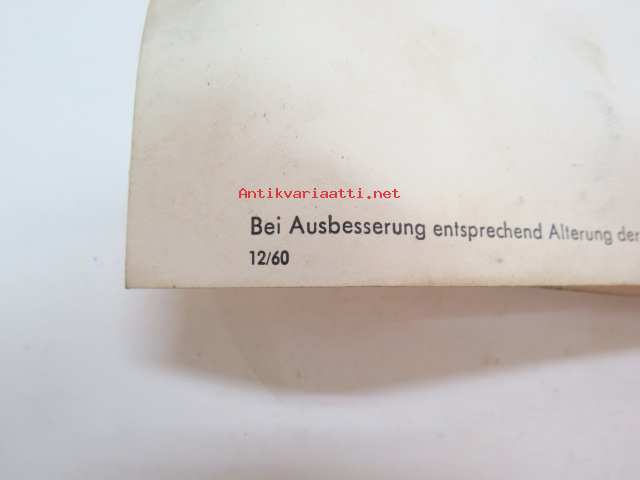 Antikvariaatti.net
Bei Ausbesserung entsprechend Alterung der
12/60